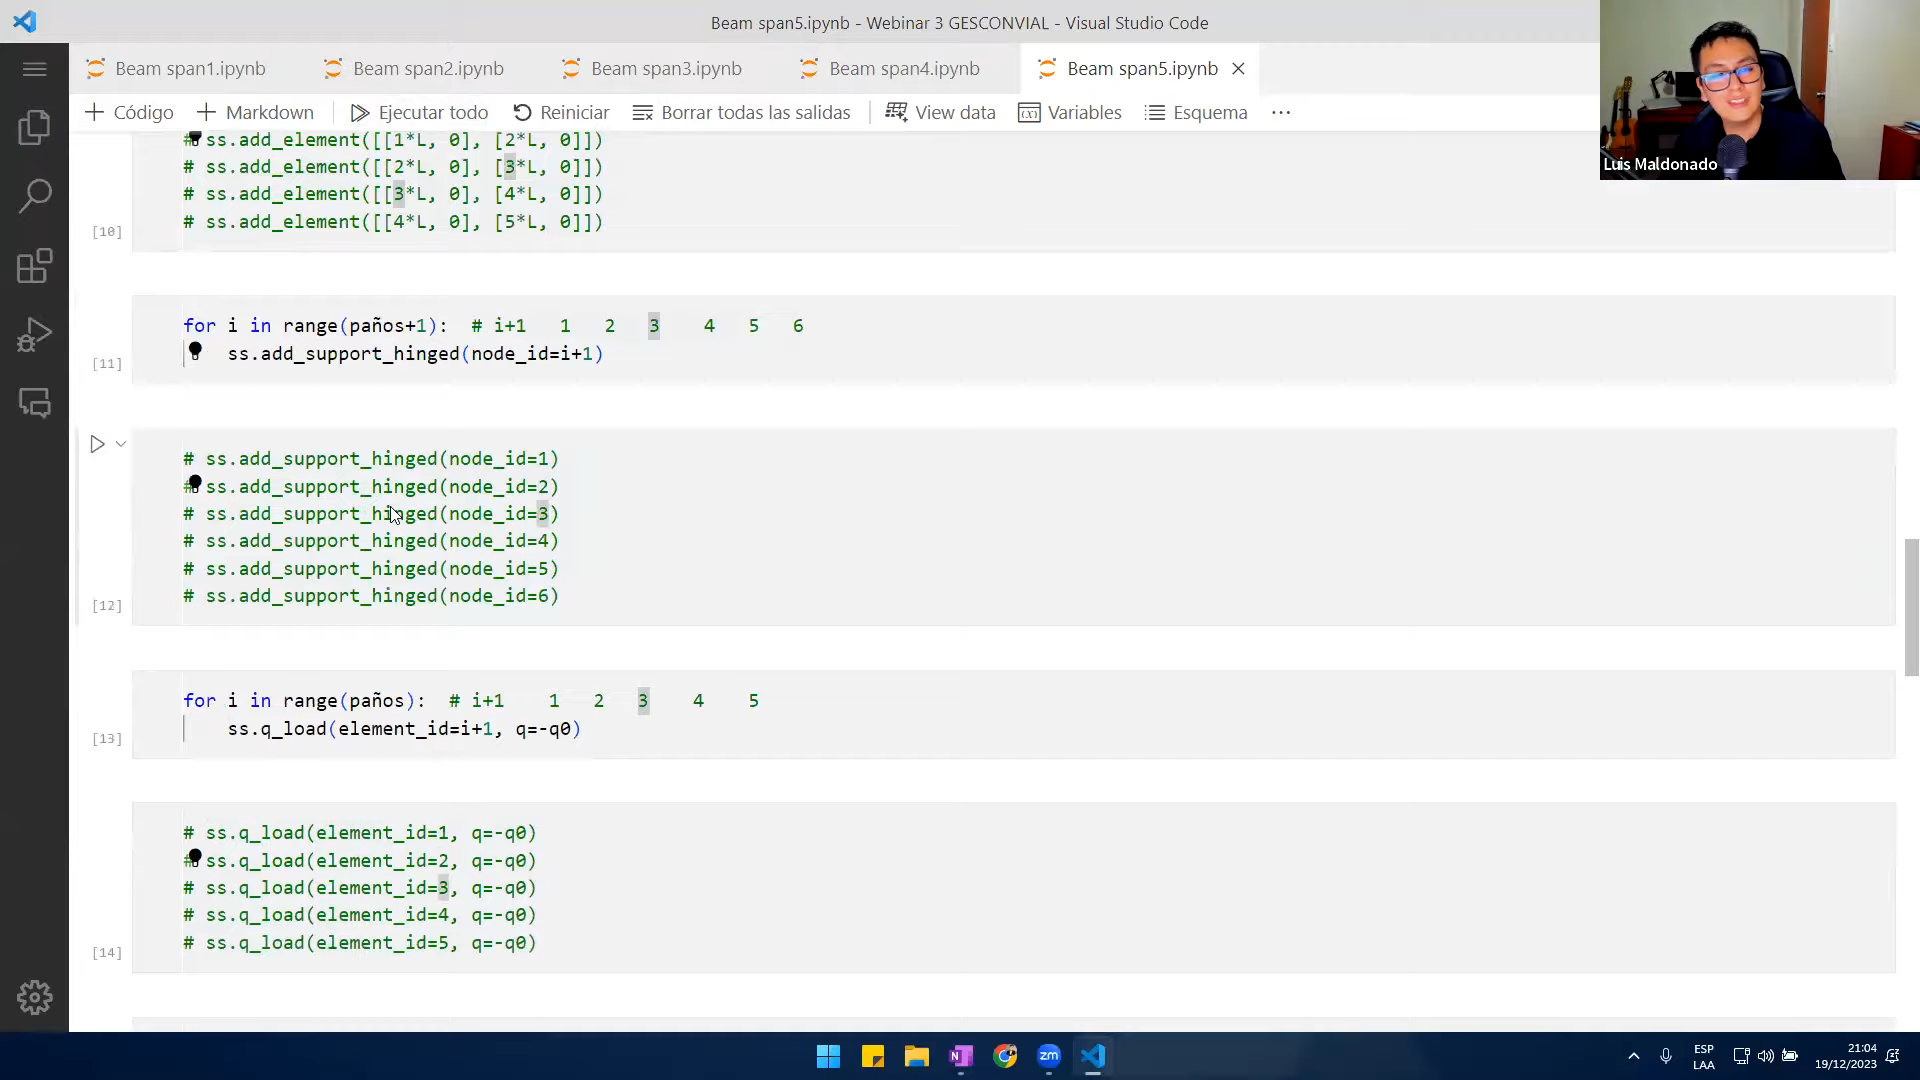 Beam span5.ipynb - Webinar 3 GESCONVIAL - Visual Studio Code
Beam span1.ipynb
Beam span2.ipynb
Beam span3.ipynb
Beam span4.ipynb
Beam span5.ipynb
Código
Markdown
Ejecutar todo
Reiniciar
Borrar todas las salidas
View data
Variables
Esquema
...
Luis Maldonado
# ss.add_element([[1*L, 0], [2*L, 0]])
# ss.add_element([[2*L, 0], [3*L, 0]])
# ss.add_element([[3*L, 0], [4*L, 0]])
# ss.add_element([[4*L, 0], [5*L, 0]])
[10]
for i in range(paños+1):  # i+1   1   2   3    4   5   6
    ss.add_support_hinged(node_id=i+1)
[11]
# ss.add_support_hinged(node_id=1)
# ss.add_support_hinged(node_id=2)
# ss.add_support_hinged(node_id=3)
# ss.add_support_hinged(node_id=4)
# ss.add_support_hinged(node_id=5)
# ss.add_support_hinged(node_id=6)
[12]
for i in range(paños):  # i+1    1   2   3    4    5
    ss.q_load(element_id=i+1, q=-q0)
[13]
# ss.q_load(element_id=1, q=-q0)
# ss.q_load(element_id=2, q=-q0)
# ss.q_load(element_id=3, q=-q0)
# ss.q_load(element_id=4, q=-q0)
# ss.q_load(element_id=5, q=-q0)
[14]
zm
N
ESP
LAA
21:04
19/12/2023